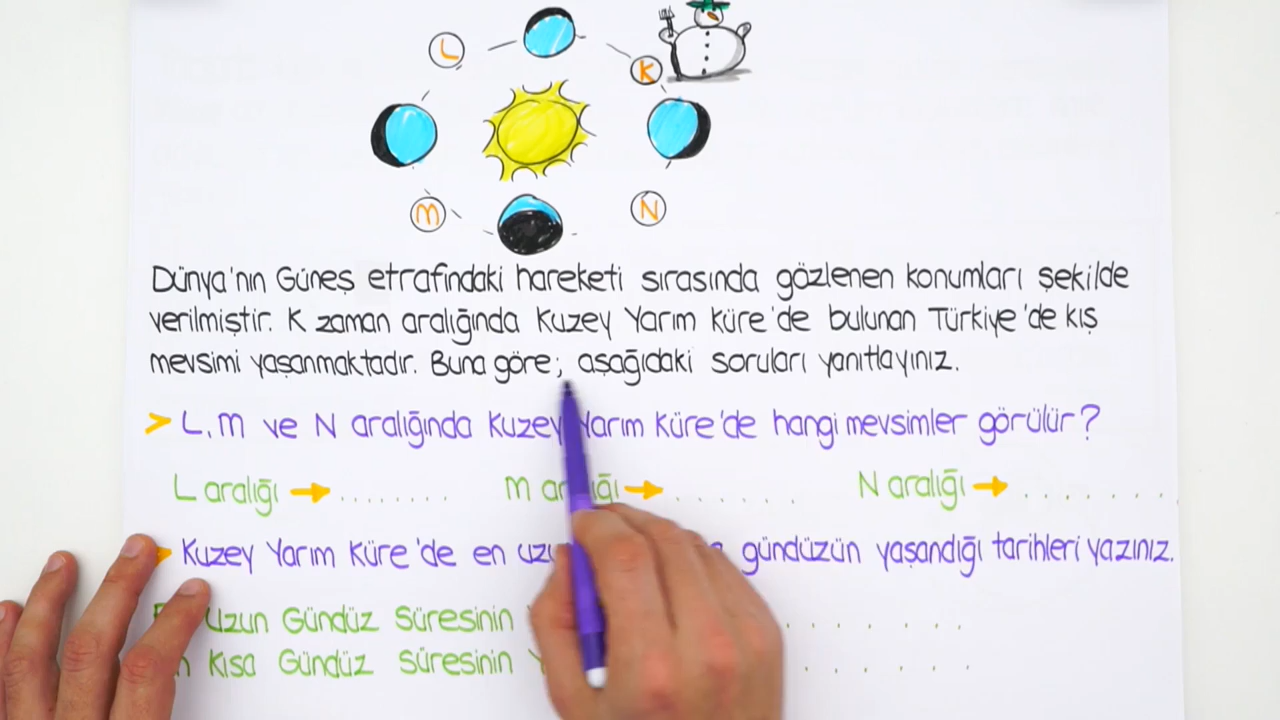 L
K
M
N
Dünya'nın Güneş etrafındaki hareketi sırasında gözlenen konumları şekilde
verilmiştir. K zaman aralığında Kuzey Yarım Küre'de bulunan Türkiye'de kış
mevsimi yaşanmaktadır. Buna göre; aşağıdaki soruları yanıtlayınız.
> L, M ve N aralığında Kuzey Yarım Küre'de hangi mevsimler görülür?
L aralığı → ........ M → ....... N aralığı → ........
Kuzey Yarım Küre'de en gündüzün yaşandığı tarihleri yazınız.
Uzun Gündüz Süresinin
Kısa Gündüz Süresinin